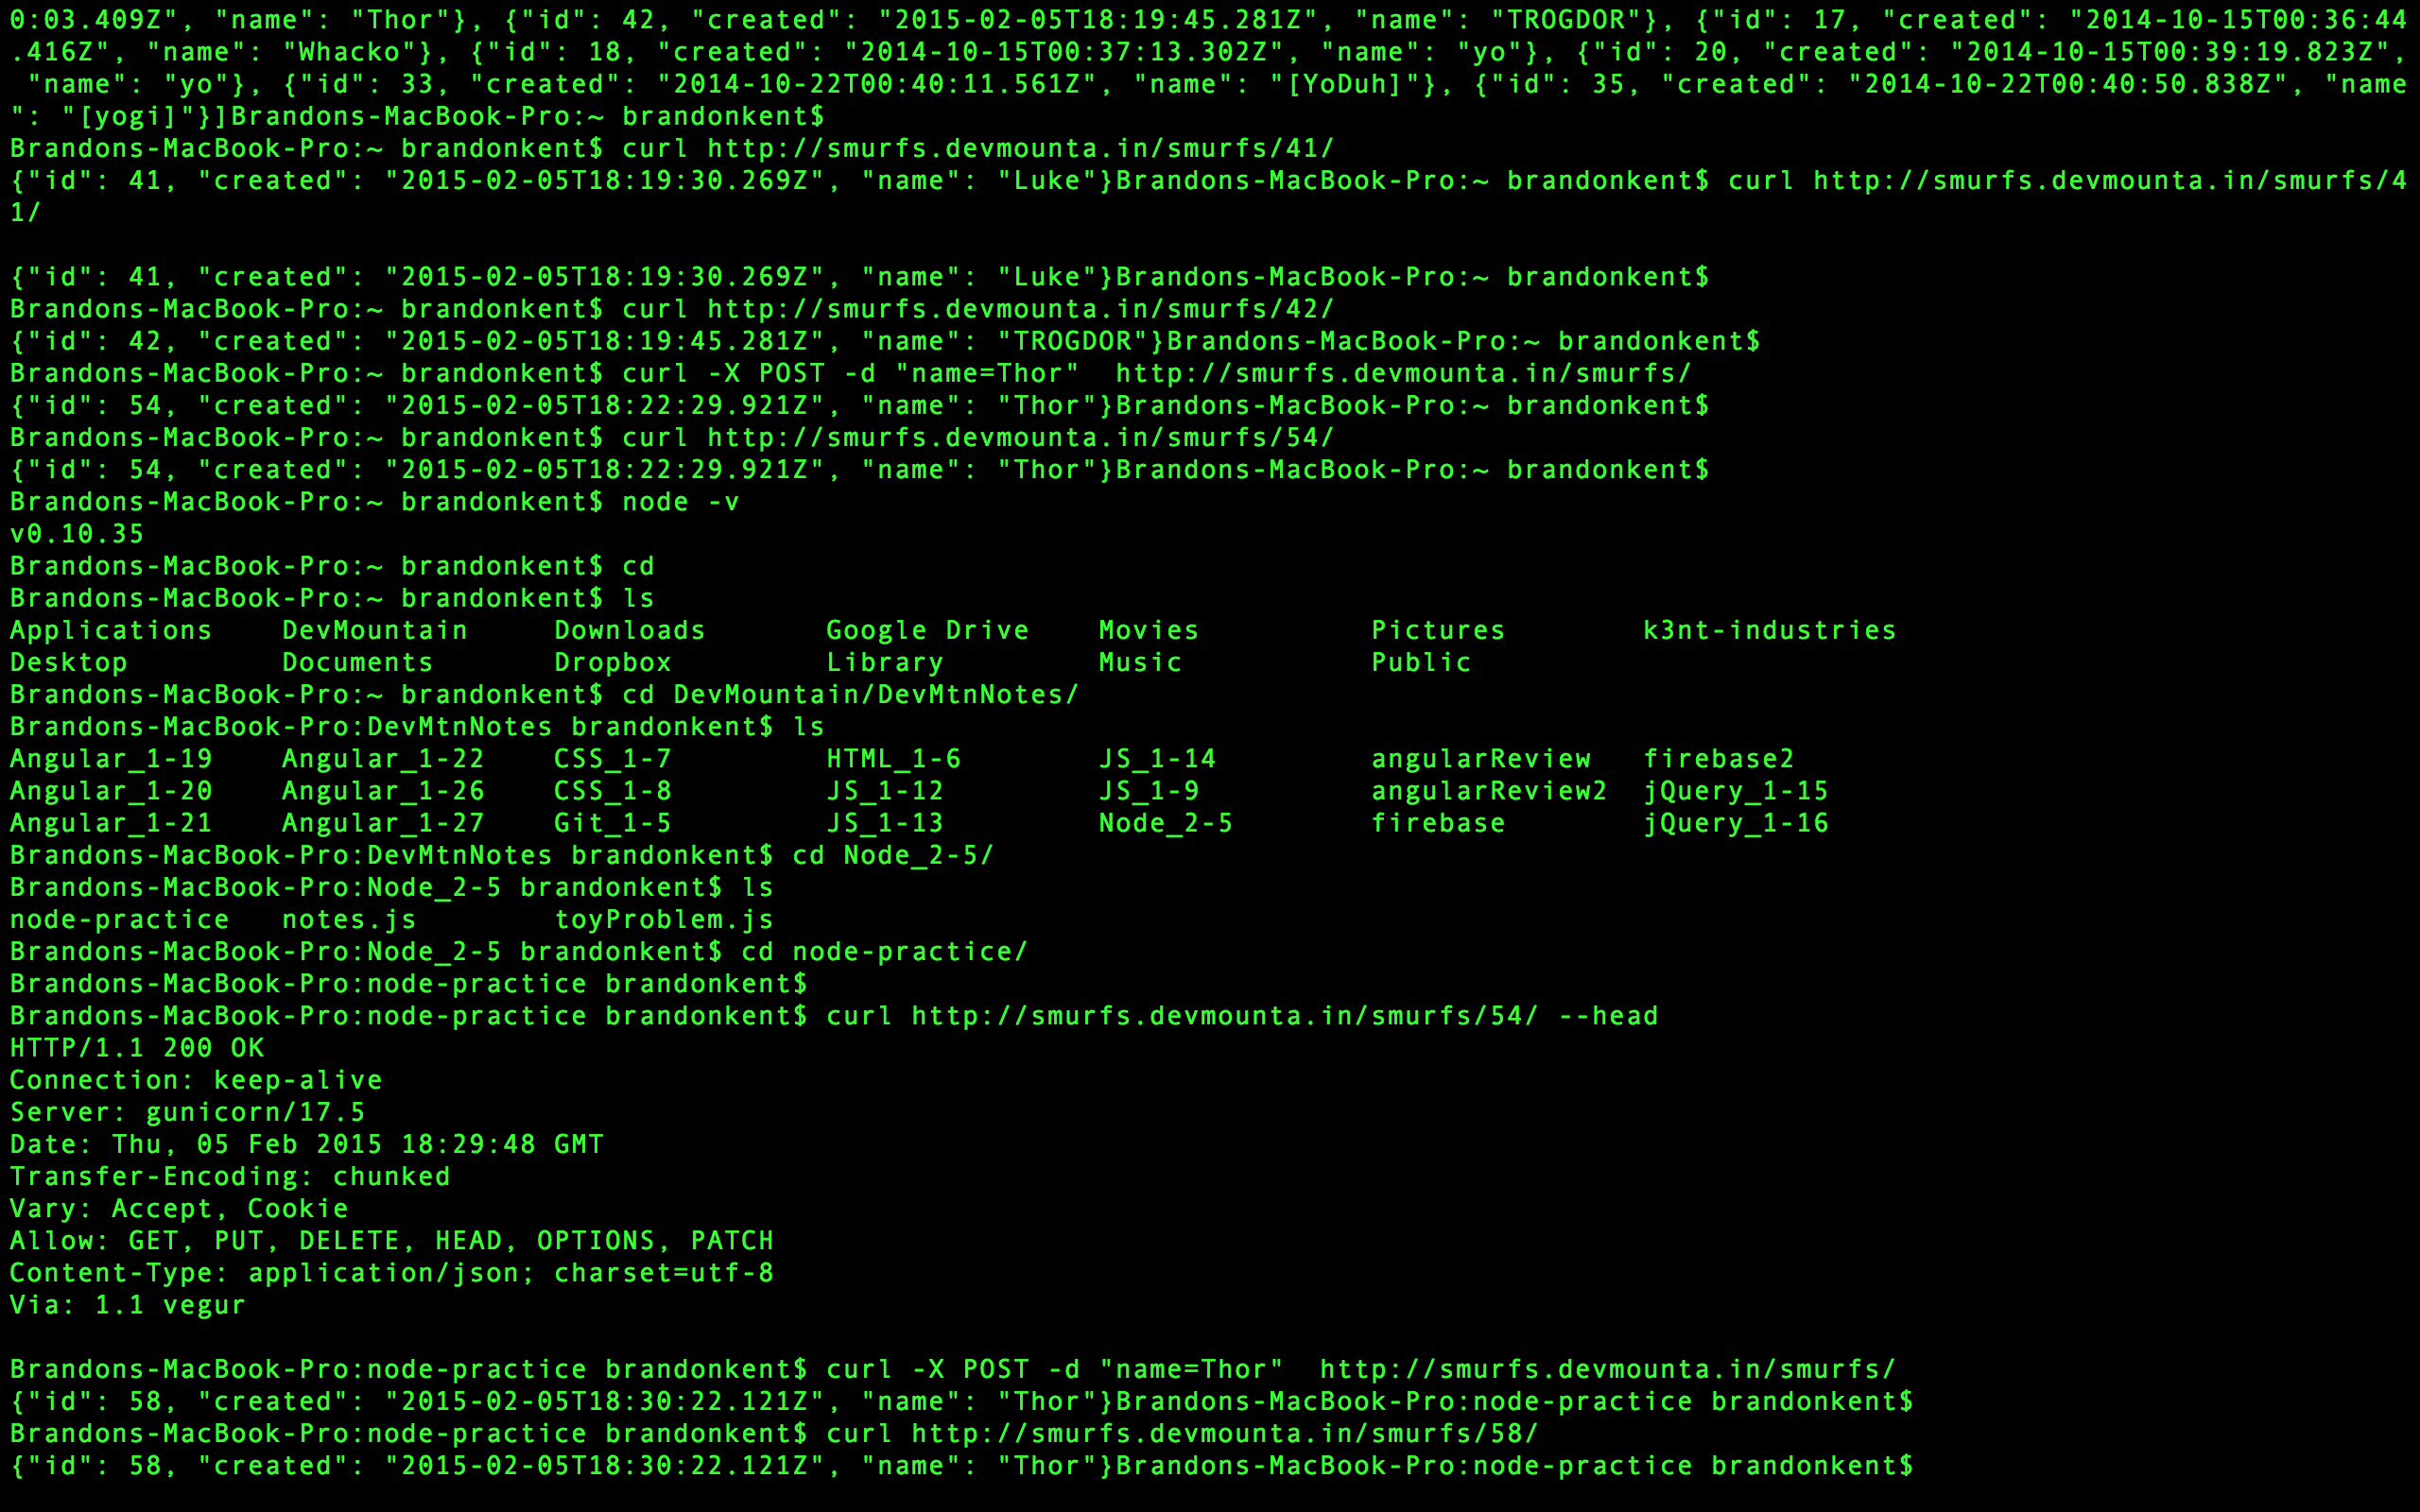 0:03.409Z", "name": "Thor"}, {"id": 42, "created": "2015-02-05T18:19:45.281Z", "name": "TROGDOR"}, {"id": 17, "created": "2014-10-15T00:36:44
.416Z", "name": "Whacko"}, {"id": 18, "created": "2014-10-15T00:37:13.302Z", "name": "yo"}, {"id": 20, "created": "2014-10-15T00:39:19.823Z",
 "name": "yo"}, {"id": 33, "created": "2014-10-22T00:40:11.561Z", "name": "[YoDuh]"}, {"id": 35, "created": "2014-10-22T00:40:50.838Z", "name
": "[yogi]"}]Brandons-MacBook-Pro:~ brandonkent$
Brandons-MacBook-Pro:~ brandonkent$ curl http://smurfs.devmounta.in/smurfs/41/
{"id": 41, "created": "2015-02-05T18:19:30.269Z", "name": "Luke"}Brandons-MacBook-Pro:~ brandonkent$ curl http://smurfs.devmounta.in/smurfs/4
1/

{"id": 41, "created": "2015-02-05T18:19:30.269Z", "name": "Luke"}Brandons-MacBook-Pro:~ brandonkent$
Brandons-MacBook-Pro:~ brandonkent$ curl http://smurfs.devmounta.in/smurfs/42/
{"id": 42, "created": "2015-02-05T18:19:45.281Z", "name": "TROGDOR"}Brandons-MacBook-Pro:~ brandonkent$
Brandons-MacBook-Pro:~ brandonkent$ curl -X POST -d "name=Thor"  http://smurfs.devmounta.in/smurfs/
{"id": 54, "created": "2015-02-05T18:22:29.921Z", "name": "Thor"}Brandons-MacBook-Pro:~ brandonkent$
Brandons-MacBook-Pro:~ brandonkent$ curl http://smurfs.devmounta.in/smurfs/54/
{"id": 54, "created": "2015-02-05T18:22:29.921Z", "name": "Thor"}Brandons-MacBook-Pro:~ brandonkent$
Brandons-MacBook-Pro:~ brandonkent$ node -v
v0.10.35
Brandons-MacBook-Pro:~ brandonkent$ cd
Brandons-MacBook-Pro:~ brandonkent$ ls
Applications    DevMountain     Downloads       Google Drive    Movies          Pictures        k3nt-industries
Desktop         Documents       Dropbox         Library         Music           Public
Brandons-MacBook-Pro:~ brandonkent$ cd DevMountain/DevMtnNotes/
Brandons-MacBook-Pro:DevMtnNotes brandonkent$ ls
Angular_1-19    Angular_1-22    CSS_1-7         HTML_1-6        JS_1-14         angularReview   firebase2
Angular_1-20    Angular_1-26    CSS_1-8         JS_1-12         JS_1-9          angularReview2  jQuery_1-15
Angular_1-21    Angular_1-27    Git_1-5         JS_1-13         Node_2-5        firebase        jQuery_1-16
Brandons-MacBook-Pro:DevMtnNotes brandonkent$ cd Node_2-5/
Brandons-MacBook-Pro:Node_2-5 brandonkent$ ls
node-practice   notes.js        toyProblem.js
Brandons-MacBook-Pro:Node_2-5 brandonkent$ cd node-practice/
Brandons-MacBook-Pro:node-practice brandonkent$
Brandons-MacBook-Pro:node-practice brandonkent$ curl http://smurfs.devmounta.in/smurfs/54/ --head
HTTP/1.1 200 OK
Connection: keep-alive
Server: gunicorn/17.5
Date: Thu, 05 Feb 2015 18:29:48 GMT
Transfer-Encoding: chunked
Vary: Accept, Cookie
Allow: GET, PUT, DELETE, HEAD, OPTIONS, PATCH
Content-Type: application/json; charset=utf-8
Via: 1.1 vegur

Brandons-MacBook-Pro:node-practice brandonkent$ curl -X POST -d "name=Thor"  http://smurfs.devmounta.in/smurfs/
{"id": 58, "created": "2015-02-05T18:30:22.121Z", "name": "Thor"}Brandons-MacBook-Pro:node-practice brandonkent$
Brandons-MacBook-Pro:node-practice brandonkent$ curl http://smurfs.devmounta.in/smurfs/58/
{"id": 58, "created": "2015-02-05T18:30:22.121Z", "name": "Thor"}Brandons-MacBook-Pro:node-practice brandonkent$